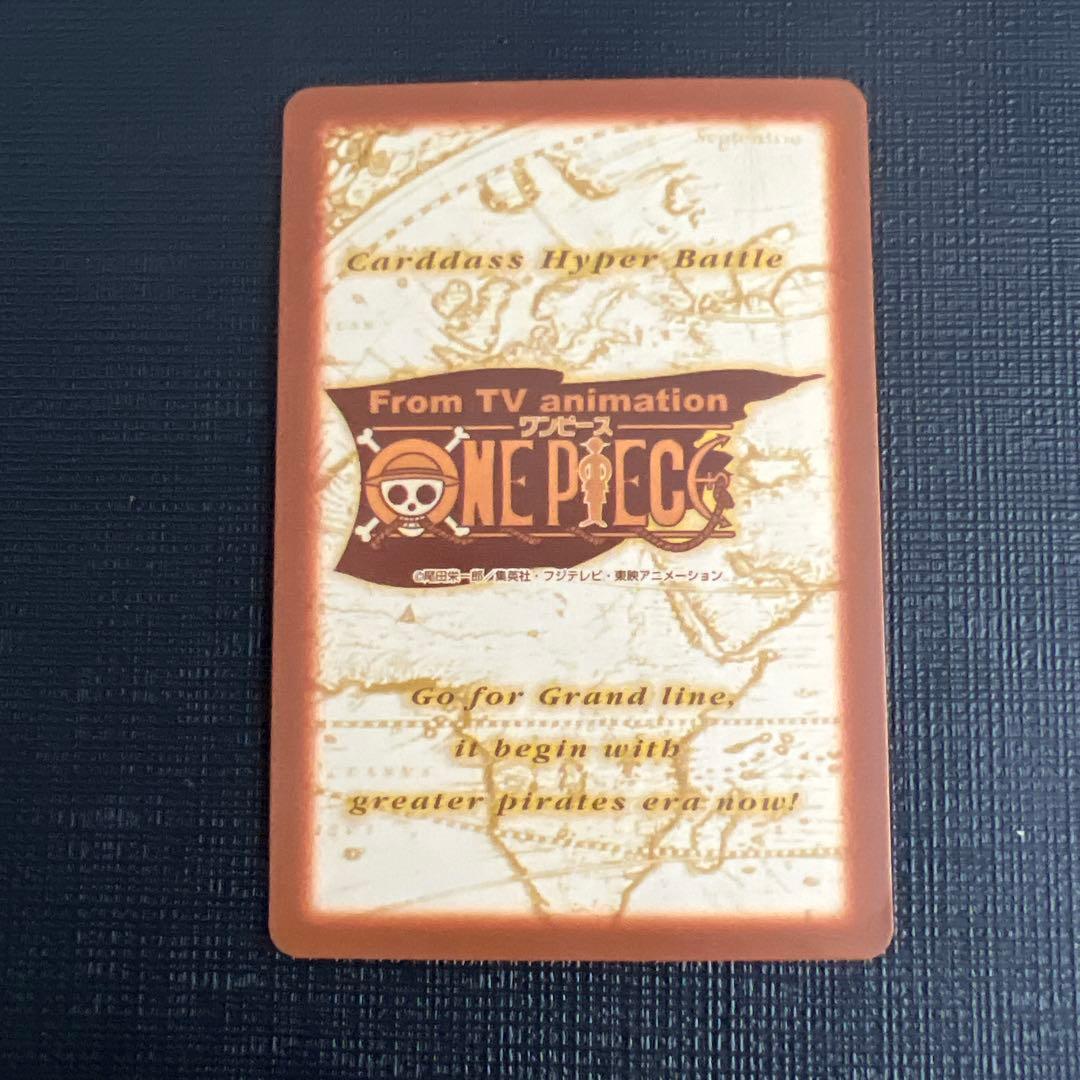 Septentrio
Carddass Hyper Battle
From TV animation
ワンピース
ONE PIECE
©尾田栄一郎／集英社・フジテレビ・東映アニメーション
Go for Grand line,
it begin with
greater pirates era now!